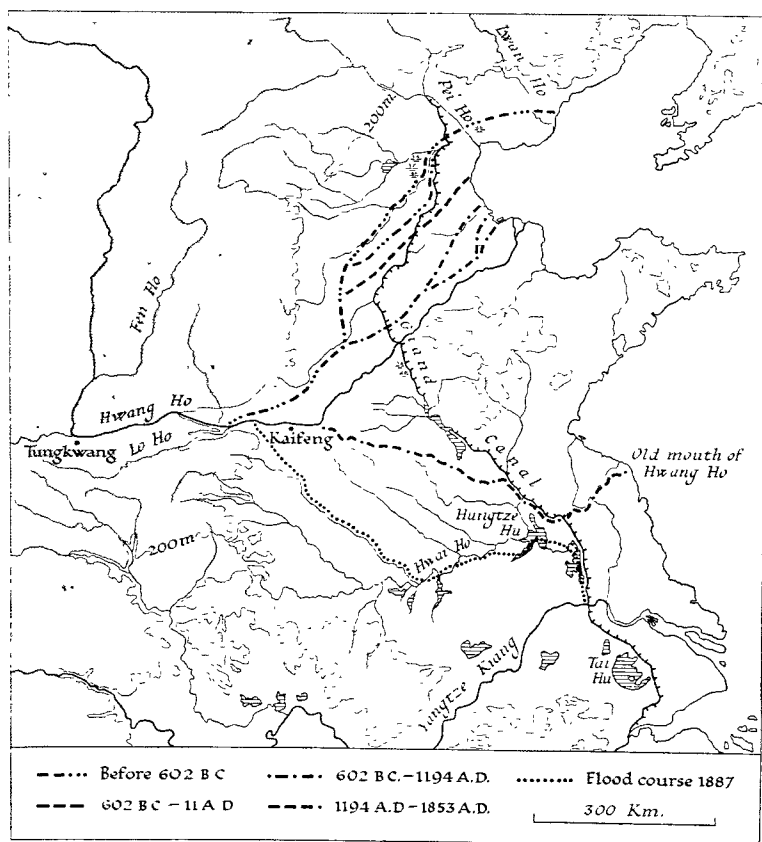 Lwan Ho
Pei Ho
200m.
Fen Ho
Grand Canal
Hwang Ho
Tungkwang
Lo Ho
Kaifeng
Old mouth of
Hwang Ho
Hungtze
Hu
Hwai Ho
200m
Yangtze Kiang
Tai
Hu
Before 602 B C
602 B C – 11 A D
602 BC.–1194 A.D.
1194 A.D – 1853 A.D.
Flood course 1887
300 Km.